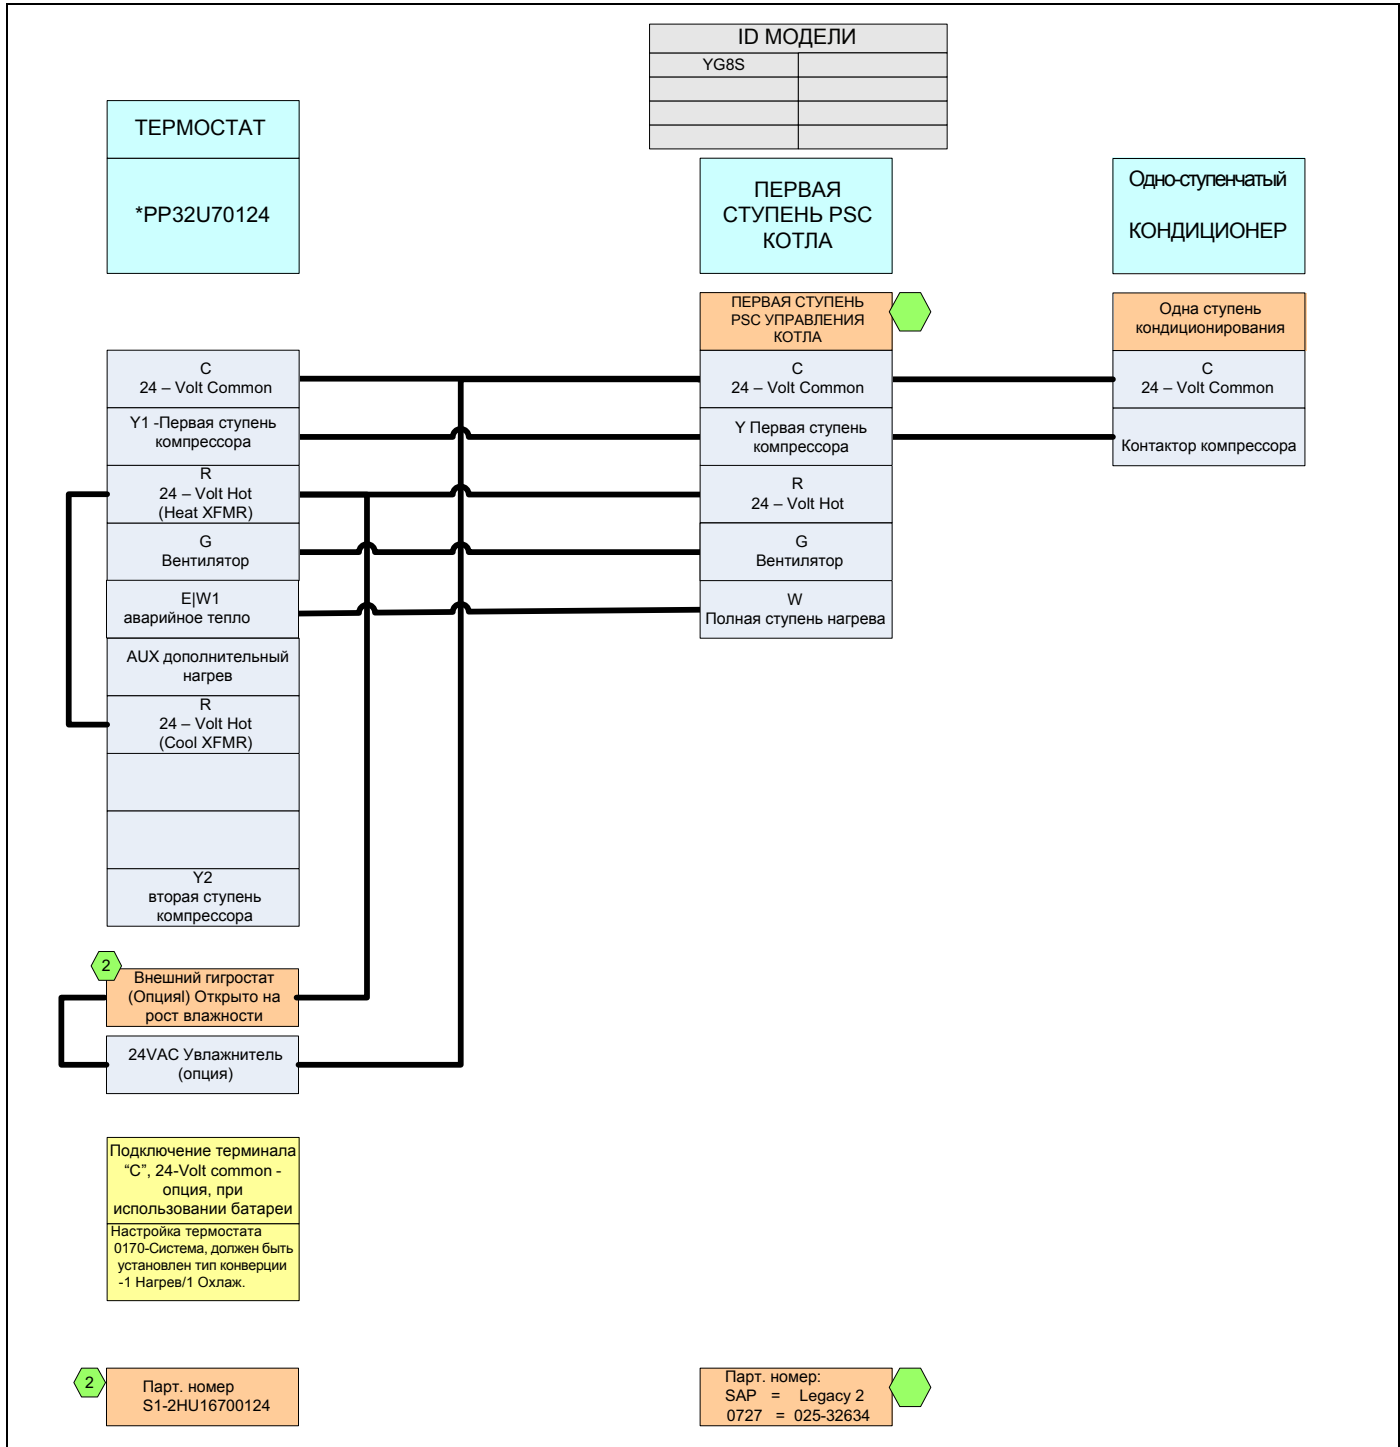 ID МОДЕЛИ
YG8S
ТЕРМОСТАТ
*PP32U70124
ПЕРВАЯ
СТУПЕНЬ PSC
КОТЛА
Одно-ступенчатый
КОНДИЦИОНЕР
ПЕРВАЯ СТУПЕНЬ
PSC УПРАВЛЕНИЯ
КОТЛА
Одна ступень
кондиционирования
C
24 – Volt Common
Y1 -Первая ступень
компрессора
R
24 – Volt Hot
(Heat XFMR)
G
Вентилятор
E|W1
аварийное тепло
AUX дополнительный
нагрев
R
24 – Volt Hot
(Cool XFMR)
Y2
вторая ступень
компрессора
C
24 – Volt Common
Y Первая ступень
компрессора
R
24 – Volt Hot
G
Вентилятор
W
Полная ступень нагрева
C
24 – Volt Common
Контактор компрессора
2
Внешний гигростат
(Опцияl) Открыто на
рост влажности
24VAC Увлажнитель
(опция)
Подключение терминала
“C”, 24-Volt common -
опция, при
использовании батареи
Настройка термостата
0170-Система, должен быть
установлен тип конверции
-1 Нагрев/1 Охлаж.
2
Парт. номер
S1-2HU16700124
Парт. номер:
SAP = Legacy 2
0727 = 025-32634